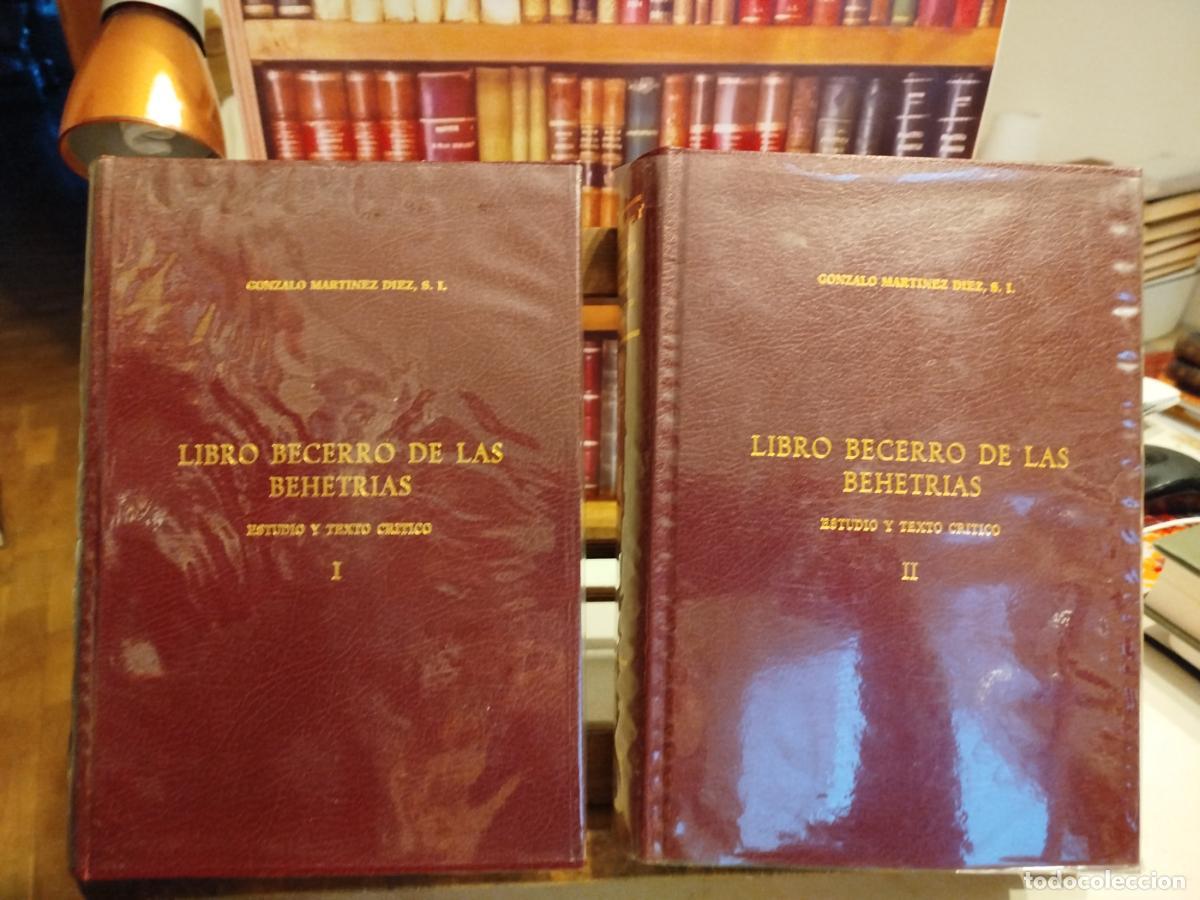 GONZALO MARTINEZ DIEZ, S. I.
LIBRO BECERRO DE LAS
BEHETRIAS
ESTUDIO Y TEXTO CRITICO
I
GONZALO MARTINEZ DIEZ, S. I.
LIBRO BECERRO DE LAS
BEHETRIAS
ESTUDIO Y TEXTO CRITICO
II
todocoleccion